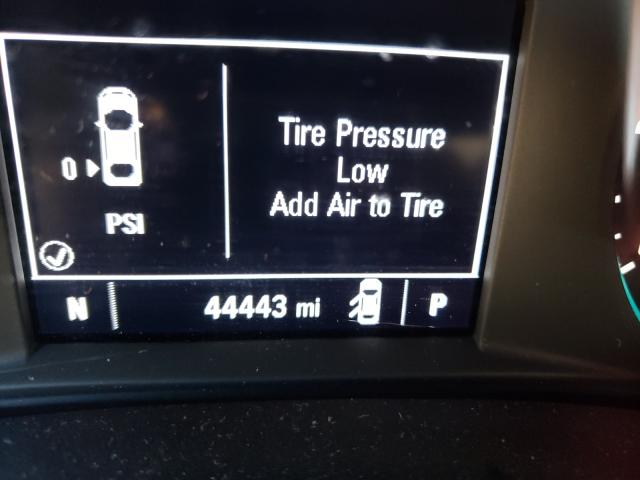 Tire Pressure
Low
Add Air to Tire
0
PSI
N
44443 mi
P